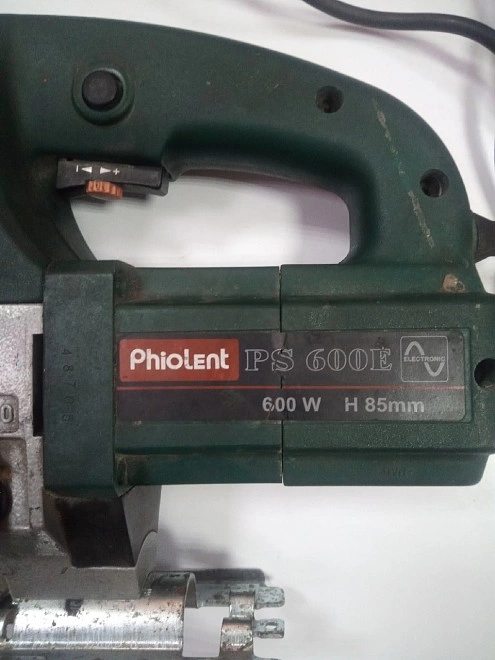 Phiolent PS 600E
ELECTRONIC
600 W H 85mm